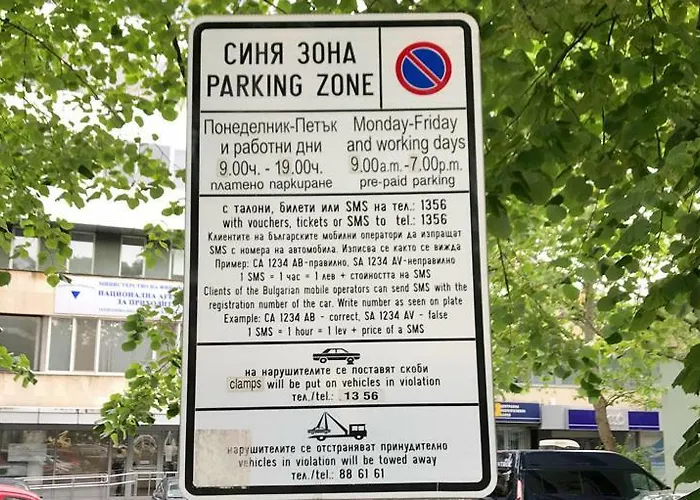 СИНЯ ЗОНА
PARKING ZONE
Понеделник-Петък
и работни дни
9.00ч. - 19.00ч.
платено паркиране
Monday-Friday
and working days
9.00a.m.-7.00p.m.
pre-paid parking
с талони, билети или SMS на тел.: 1356
with vouchers, tickets or SMS to tel.: 1356
Клиентите на българските мобилни оператори да изпращат
SMS с номера на автомобила. Изписва се както се вижда
Пример: CA 1234 AB-правилно, SA 1234 AV-неправилно
1 SMS = 1 час = 1 лев + стойността на SMS
Clients of the Bulgarian mobile operators can send SMS with the
registration number of the car. Write number as seen on plate
Example: CA 1234 AB - correct, SA 1234 AV - false
1 SMS = 1 hour = 1 lev + price of a SMS
на нарушителите се поставят скоби
clamps will be put on vehicles in violation
тел./tel.: 13 56
нарушителите се отстраняват принудително
vehicles in violation will be towed away
тел./tel.: 88 61 61
МИНИСТЕРСТВО НА
НАЦИОНАЛНА
ЗА ПРИХОДИ